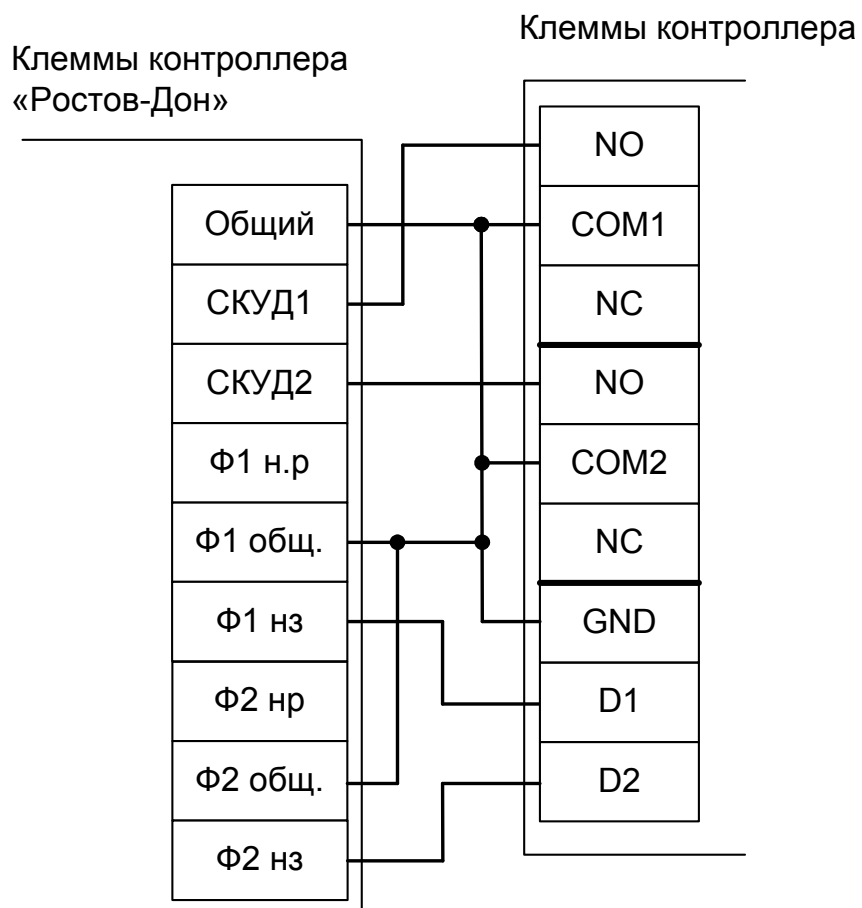 Клеммы контроллера
Клеммы контроллера
«Ростов-Дон»
Общий
СКУД1
СКУД2
Ф1 н.р
Ф1 общ.
Ф1 нз
Ф2 нр
Ф2 общ.
Ф2 нз
NO
COM1
NC
NO
COM2
NC
GND
D1
D2